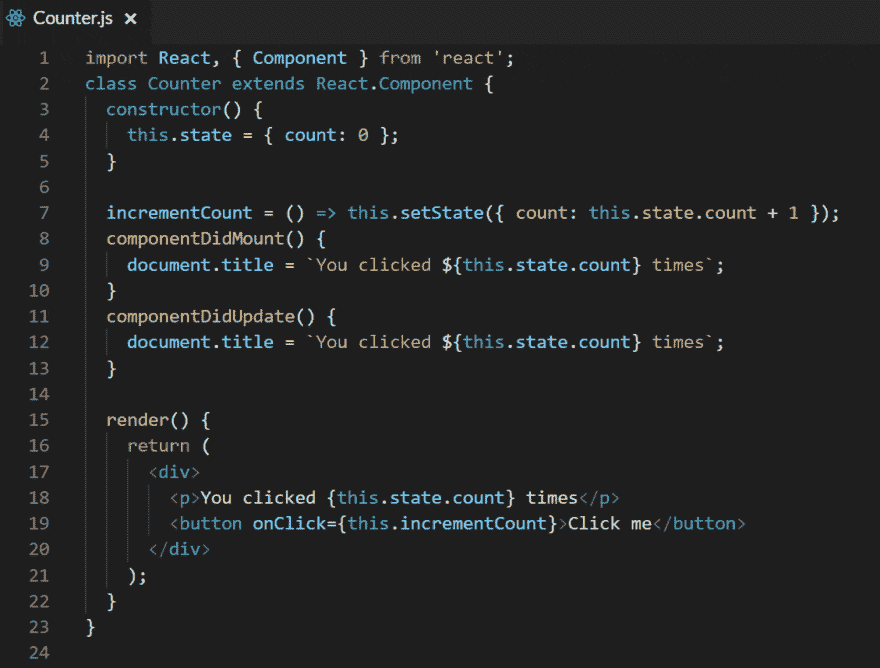 Counter.js ×
1 import React, { Component } from 'react';
2 class Counter extends React.Component {
3   constructor() {
4     this.state = { count: 0 };
5   }
6
7   incrementCount = () => this.setState({ count: this.state.count + 1 });
8   componentDidMount() {
9     document.title = `You clicked ${this.state.count} times`;
10   }
11   componentDidUpdate() {
12     document.title = `You clicked ${this.state.count} times`;
13   }
14
15   render() {
16     return (
17       <div>
18         <p>You clicked {this.state.count} times</p>
19         <button onClick={this.incrementCount}>Click me</button>
20       </div>
21     );
22   }
23 }
24